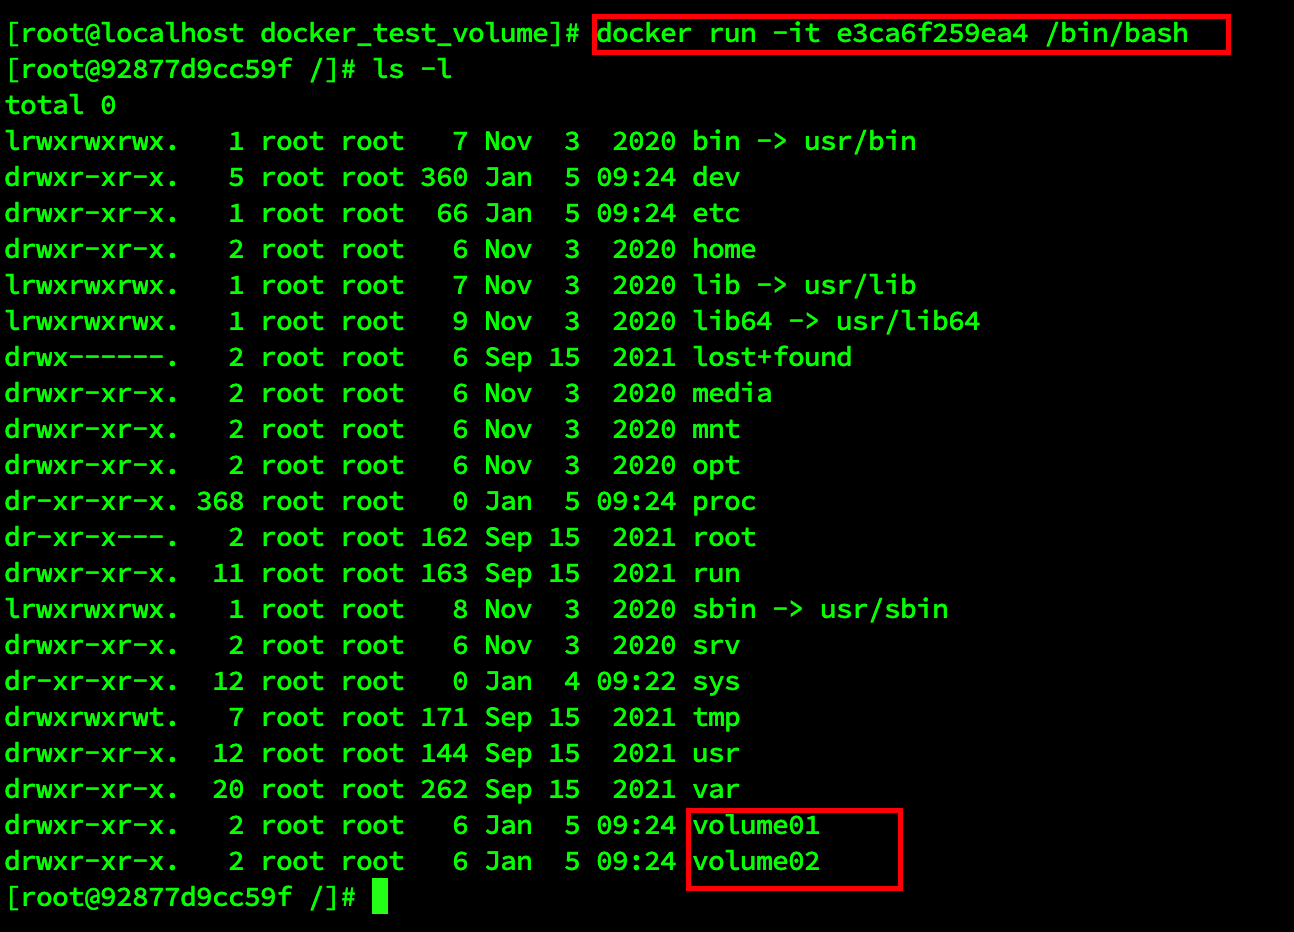 [root@localhost docker_test_volume]# docker run -it e3ca6f259ea4 /bin/bash
[root@92877d9cc59f /]# ls -l
total 0
lrwxrwxrwx.   1 root root   7 Nov  3  2020 bin -> usr/bin
drwxr-xr-x.   5 root root 360 Jan  5 09:24 dev
drwxr-xr-x.   1 root root  66 Jan  5 09:24 etc
drwxr-xr-x.   2 root root   6 Nov  3  2020 home
lrwxrwxrwx.   1 root root   7 Nov  3  2020 lib -> usr/lib
lrwxrwxrwx.   1 root root   9 Nov  3  2020 lib64 -> usr/lib64
drwx------.   2 root root   6 Sep 15  2021 lost+found
drwxr-xr-x.   2 root root   6 Nov  3  2020 media
drwxr-xr-x.   2 root root   6 Nov  3  2020 mnt
drwxr-xr-x.   2 root root   6 Nov  3  2020 opt
dr-xr-xr-x. 368 root root   0 Jan  5 09:24 proc
dr-xr-x---.   2 root root 162 Sep 15  2021 root
drwxr-xr-x.  11 root root 163 Sep 15  2021 run
lrwxrwxrwx.   1 root root   8 Nov  3  2020 sbin -> usr/sbin
drwxr-xr-x.   2 root root   6 Nov  3  2020 srv
dr-xr-xr-x.  12 root root   0 Jan  4 09:22 sys
drwxrwxrwt.   7 root root 171 Sep 15  2021 tmp
drwxr-xr-x.  12 root root 144 Sep 15  2021 usr
drwxr-xr-x.  20 root root 262 Sep 15  2021 var
drwxr-xr-x.   2 root root   6 Jan  5 09:24 volume01
drwxr-xr-x.   2 root root   6 Jan  5 09:24 volume02
[root@92877d9cc59f /]#